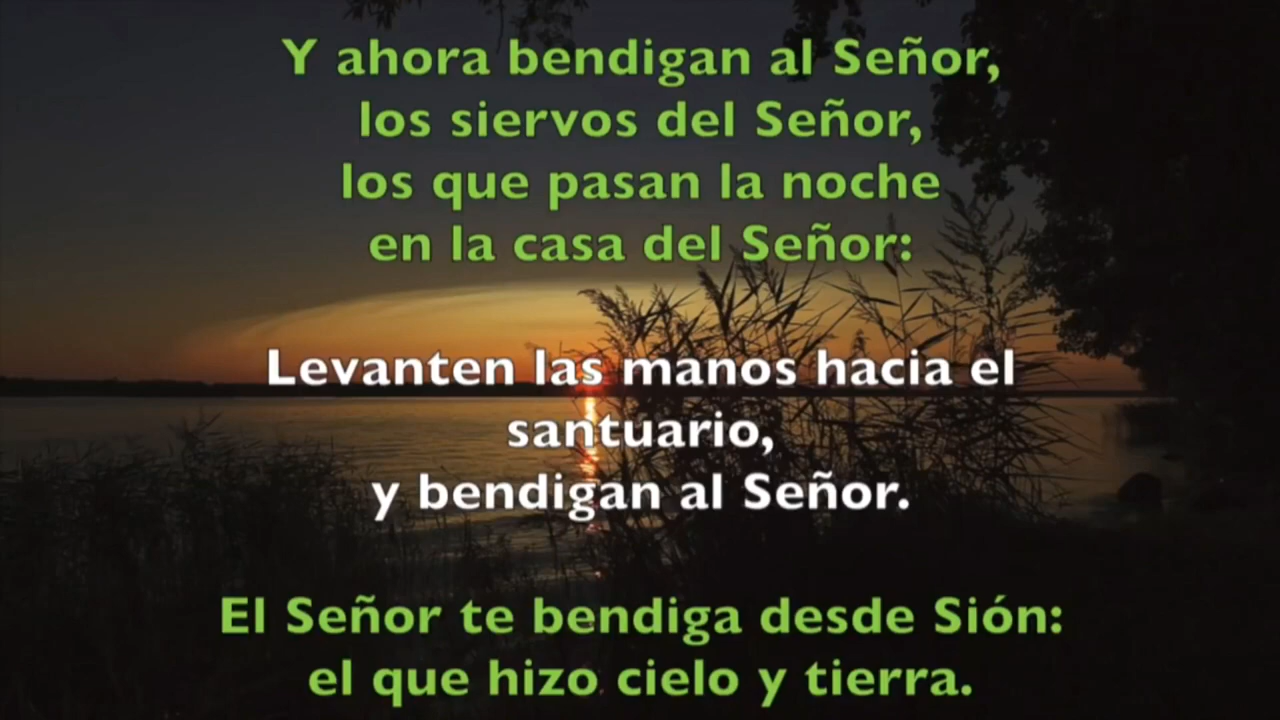 Y ahora bendigan al Señor,
los siervos del Señor,
los que pasan la noche
en la casa del Señor:
Levanten las manos hacia el
santuario,
y bendigan al Señor.
El Señor te bendiga desde Sión:
el que hizo cielo y tierra.